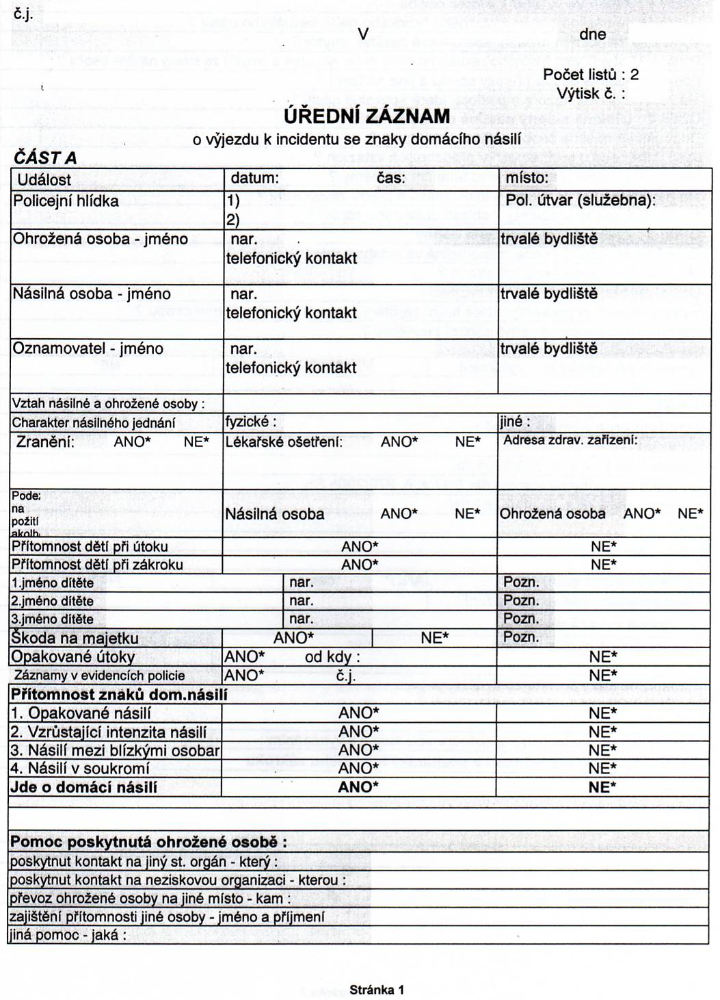 č.j.
V dne
Počet listů : 2
Výtisk č. :
ÚŘEDNÍ ZÁZNAM
o výjezdu k incidentu se znaky domácího násilí
ČÁST A
Událost datum: čas: místo:
Policejní hlídka 1) Pol. útvar (služebna):
2)
Ohrožená osoba - jméno nar. trvalé bydliště
telefonický kontakt
Násilná osoba - jméno nar. trvalé bydliště
telefonický kontakt
Oznamovatel - jméno nar. trvalé bydliště
telefonický kontakt
Vztah násilné a ohrožené osoby :
Charakter násilného jednání fyzické : jiné :
Zranění: ANO* NE* Lékařské ošetření: ANO* NE* Adresa zdrav. zařízení:
Pode:
na
požití
akolb.
Násilná osoba ANO* NE* Ohrožená osoba ANO* NE*
Přítomnost dětí při útoku ANO* NE*
Přítomnost dětí při zákroku ANO* NE*
1.jméno dítěte nar. Pozn.
2.jméno dítěte nar. Pozn.
3.jméno dítěte nar. Pozn.
Škoda na majetku ANO* NE* Pozn.
Opakované útoky ANO* od kdy : NE*
Záznamy v evidencích policie ANO* č.j. NE*
Přítomnost znaků dom.násilí
1. Opakované násilí ANO* NE*
2. Vzrůstající intenzita násilí ANO* NE*
3. Násilí mezi blízkými osobar ANO* NE*
4. Násilí v soukromí ANO* NE*
Jde o domácí násilí ANO* NE*
Pomoc poskytnutá ohrožené osobě :
poskytnut kontakt na jiný st. orgán - který :
poskytnut kontakt na neziskovou organizaci - kterou :
převoz ohrožené osoby na jiné místo - kam :
zajištění přítomnosti jiné osoby - jméno a příjmení
jiná pomoc - jaká :
Stránka 1